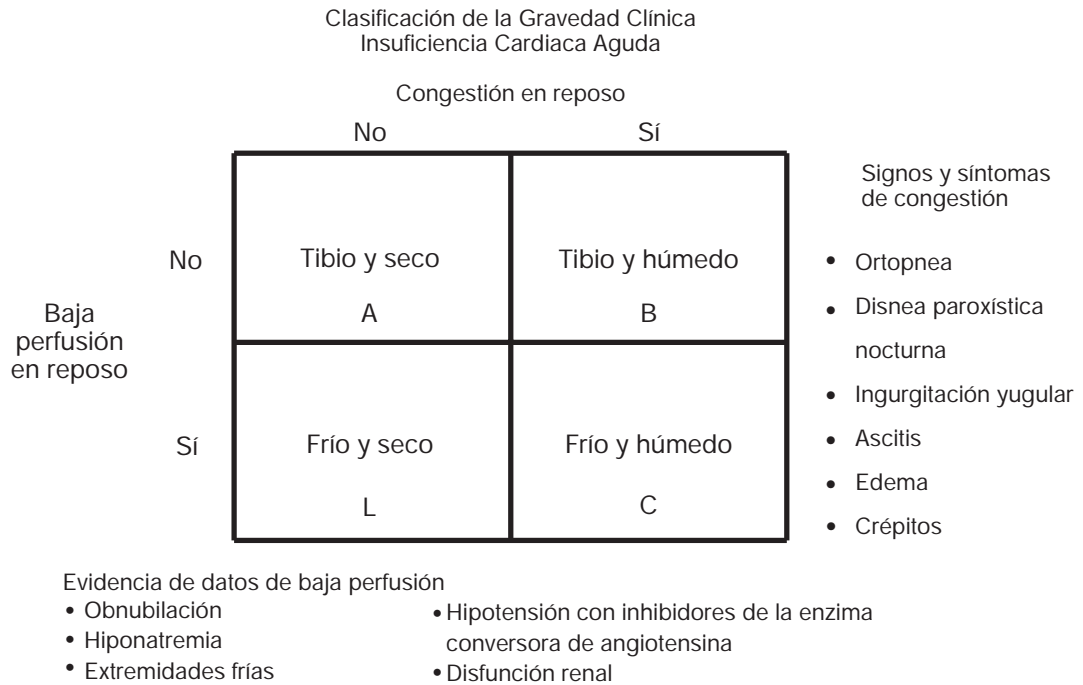 Clasificación de la Gravedad Clínica
Insuficiencia Cardiaca Aguda
Congestión en reposo
No Sí
Baja
perfusión
en reposo
No
Tibio y seco
A
Tibio y húmedo
B
Sí
Frío y seco
L
Frío y húmedo
C
Signos y síntomas
de congestión
• Ortopnea
• Disnea paroxística
nocturna
• Ingurgitación yugular
• Ascitis
• Edema
• Crépitos
Evidencia de datos de baja perfusión
• Obnubilación
• Hiponatremia
• Extremidades frías
• Hipotensión con inhibidores de la enzima
conversora de angiotensina
• Disfunción renal